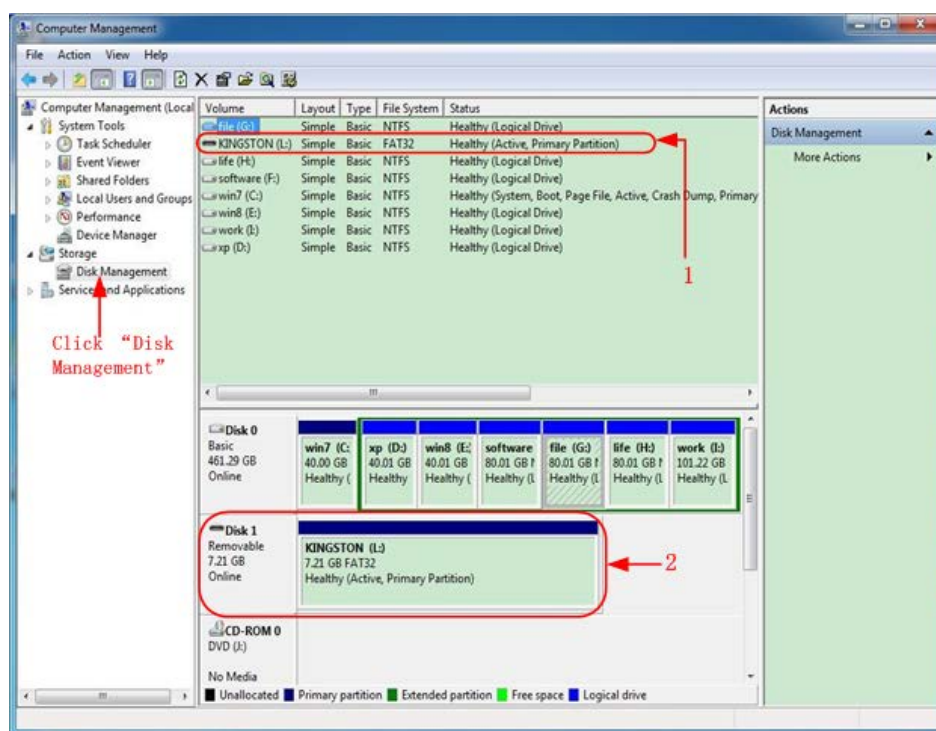 Computer Management
File Action View Help
Computer Management (Local
System Tools
Task Scheduler
Event Viewer
Shared Folders
Local Users and Groups
Performance
Device Manager
Storage
Disk Management
Services and Applications
Click “Disk
Management”
Volume Layout Type File System Status
file (G:) Simple Basic NTFS Healthy (Logical Drive)
KINGSTON (L:) Simple Basic FAT32 Healthy (Active, Primary Partition)
life (H:) Simple Basic NTFS Healthy (Logical Drive)
software (F:) Simple Basic NTFS Healthy (Logical Drive)
win7 (C:) Simple Basic NTFS Healthy (System, Boot, Page File, Active, Crash Dump, Primary
win8 (E:) Simple Basic NTFS Healthy (Logical Drive)
work (I:) Simple Basic NTFS Healthy (Logical Drive)
xp (D:) Simple Basic NTFS Healthy (Logical Drive)
1
Actions
Disk Management
More Actions
Disk 0
Basic
461.29 GB
Online
win7 (C: xp (D:) win8 (E: software file (G:) life (H:) work (I:)
40.00 GB 40.01 GB 40.01 GB 80.01 GB 80.01 GB 80.01 GB 101.22 GB
Healthy ( Healthy Healthy ( Healthy (L Healthy (L Healthy (L Healthy (L
Disk 1
Removable
7.21 GB
Online
KINGSTON (L:)
7.21 GB FAT32
Healthy (Active, Primary Partition)
2
CD-ROM 0
DVD (J:)
No Media
Unallocated Primary partition Extended partition Free space Logical drive